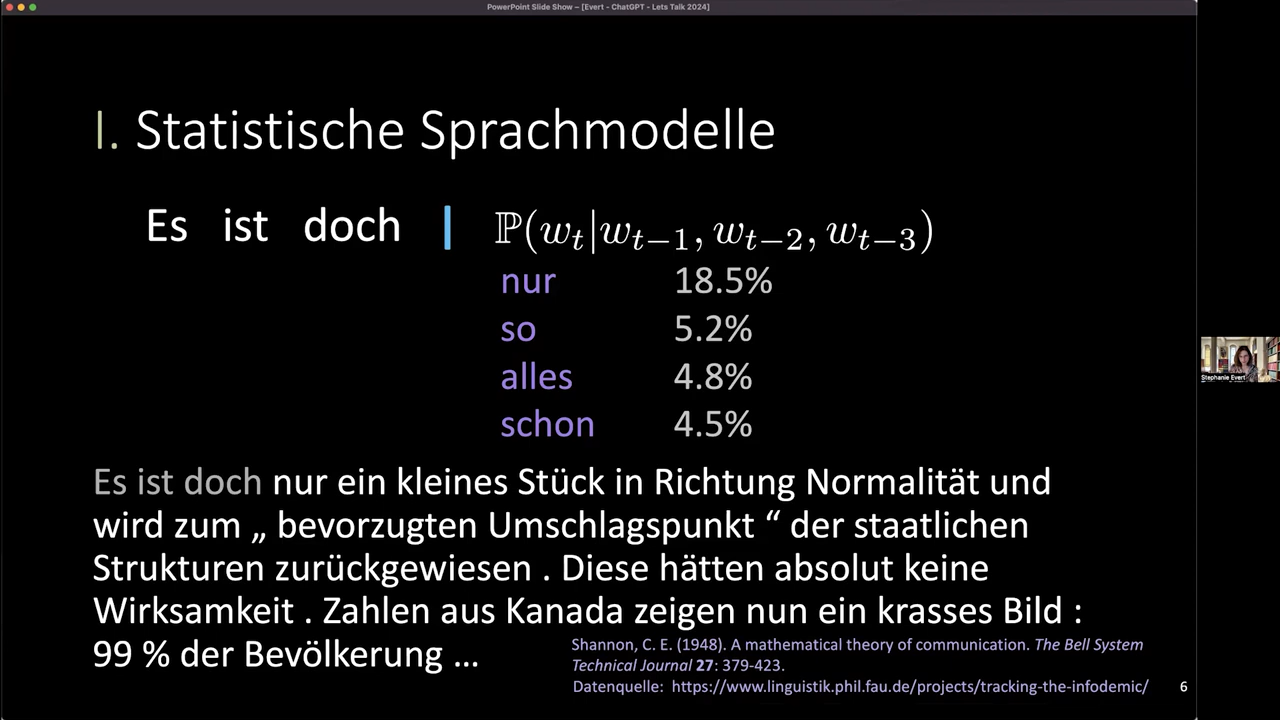 PowerPoint Slide Show – [Evert - ChatGPT - Lets Talk 2024]
I. Statistische Sprachmodelle
Es ist doch | ℙ(wₜ|wₜ₋₁, wₜ₋₂, wₜ₋₃)
nur 18.5%
so 5.2%
alles 4.8%
schon 4.5%
Es ist doch nur ein kleines Stück in Richtung Normalität und
wird zum „ bevorzugten Umschlagspunkt “ der staatlichen
Strukturen zurückgewiesen . Diese hätten absolut keine
Wirksamkeit . Zahlen aus Kanada zeigen nun ein krasses Bild :
99 % der Bevölkerung ...
Shannon, C. E. (1948). A mathematical theory of communication. The Bell System
Technical Journal 27: 379-423.
Datenquelle: https://www.linguistik.phil.fau.de/projects/tracking-the-infodemic/
6
Stephanie Evert